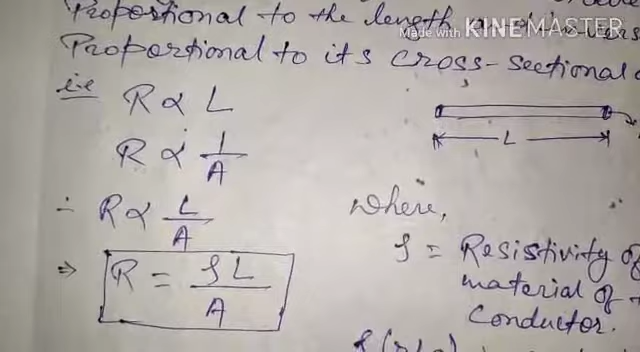 Proportional to the length
Made with KINEMASTER
Proportional to its cross-sectional
i.e
R ∝ L
R ∝ 1/A
L
∴ R ∝ L/A
where,
⇒ R = ρL/A
ρ = Resistivity of
material of
Conductor.